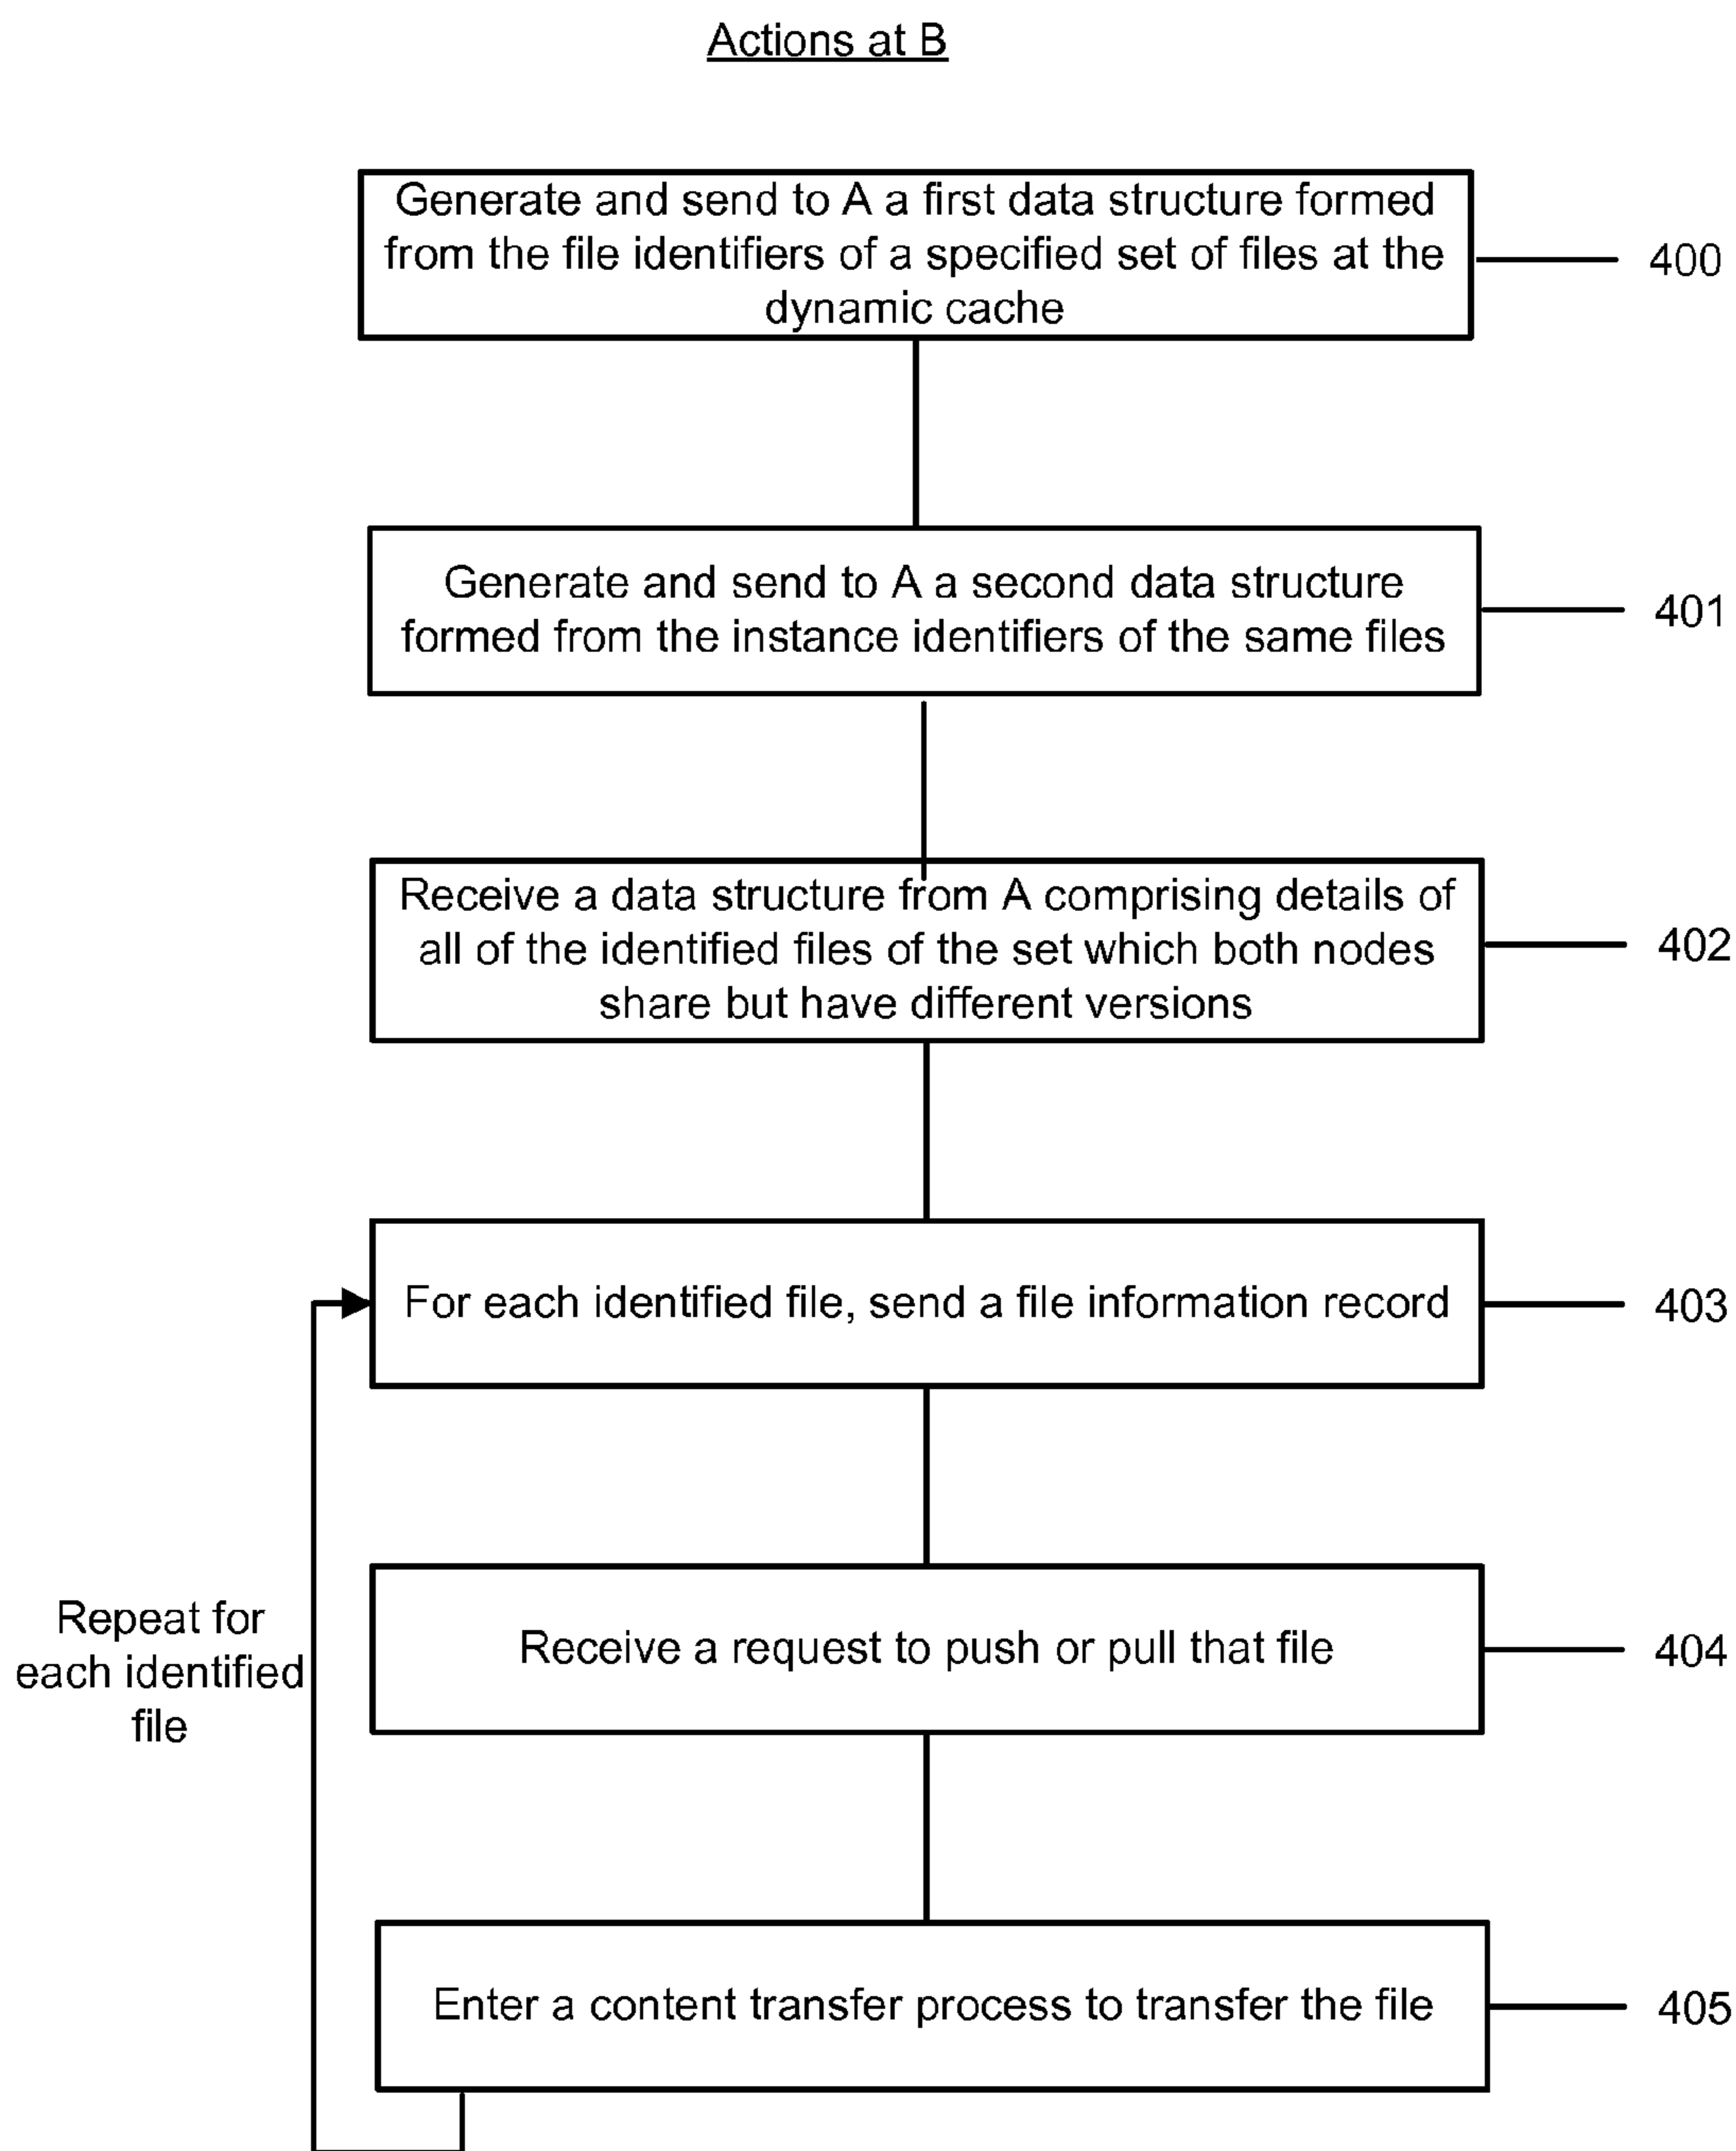 Actions at B
Generate and send to A a first data structure formed
from the file identifiers of a specified set of files at the
dynamic cache
400
Generate and send to A a second data structure
formed from the instance identifiers of the same files
401
Receive a data structure from A comprising details of
all of the identified files of the set which both nodes
share but have different versions
402
For each identified file, send a file information record
403
Receive a request to push or pull that file
404
Repeat for
each identified
file
Enter a content transfer process to transfer the file
405